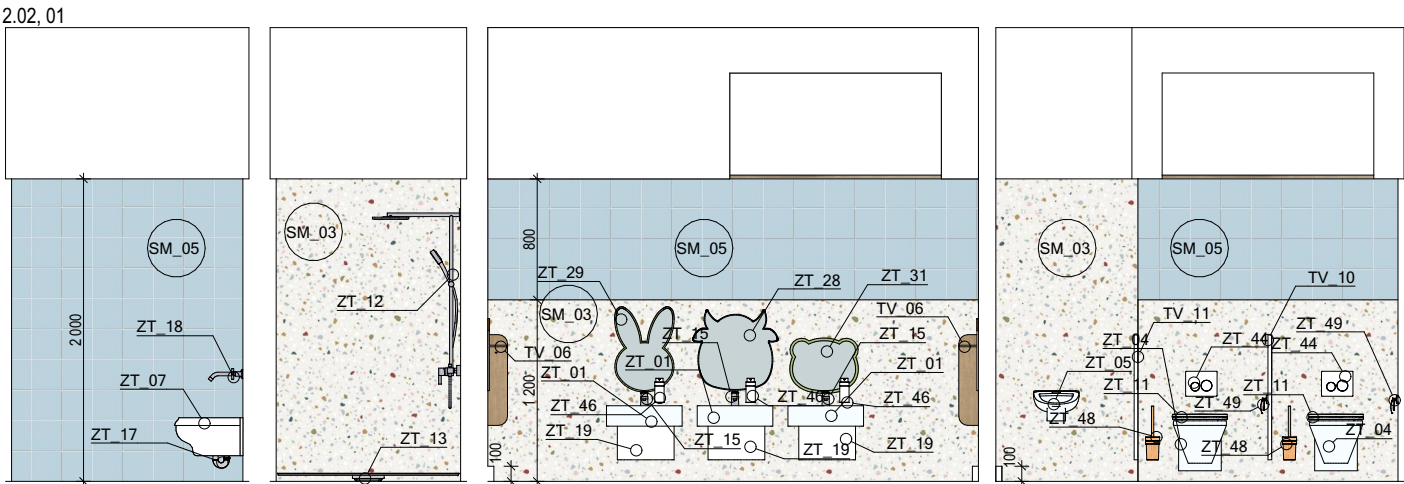 2.02, 01
SM_05
2 000
ZT_18
ZT_07
ZT_17
SM_03
ZT_12
ZT_13
SM_05
800
ZT_29
ZT_28
ZT_31
SM_03
TV_06
ZT_15
ZT_15
TV_06
ZT_01
ZT_01
ZT_01
1 200
ZT_46
ZT_46
ZT_46
ZT_19
ZT_15
ZT_19
ZT_19
100
SM_03
SM_05
TV_10
TV_11
ZT_49
ZT_04
ZT_44
ZT_44
ZT_05
ZT_11
ZT_11
ZT_49
ZT_48
ZT_48
ZT_04
100